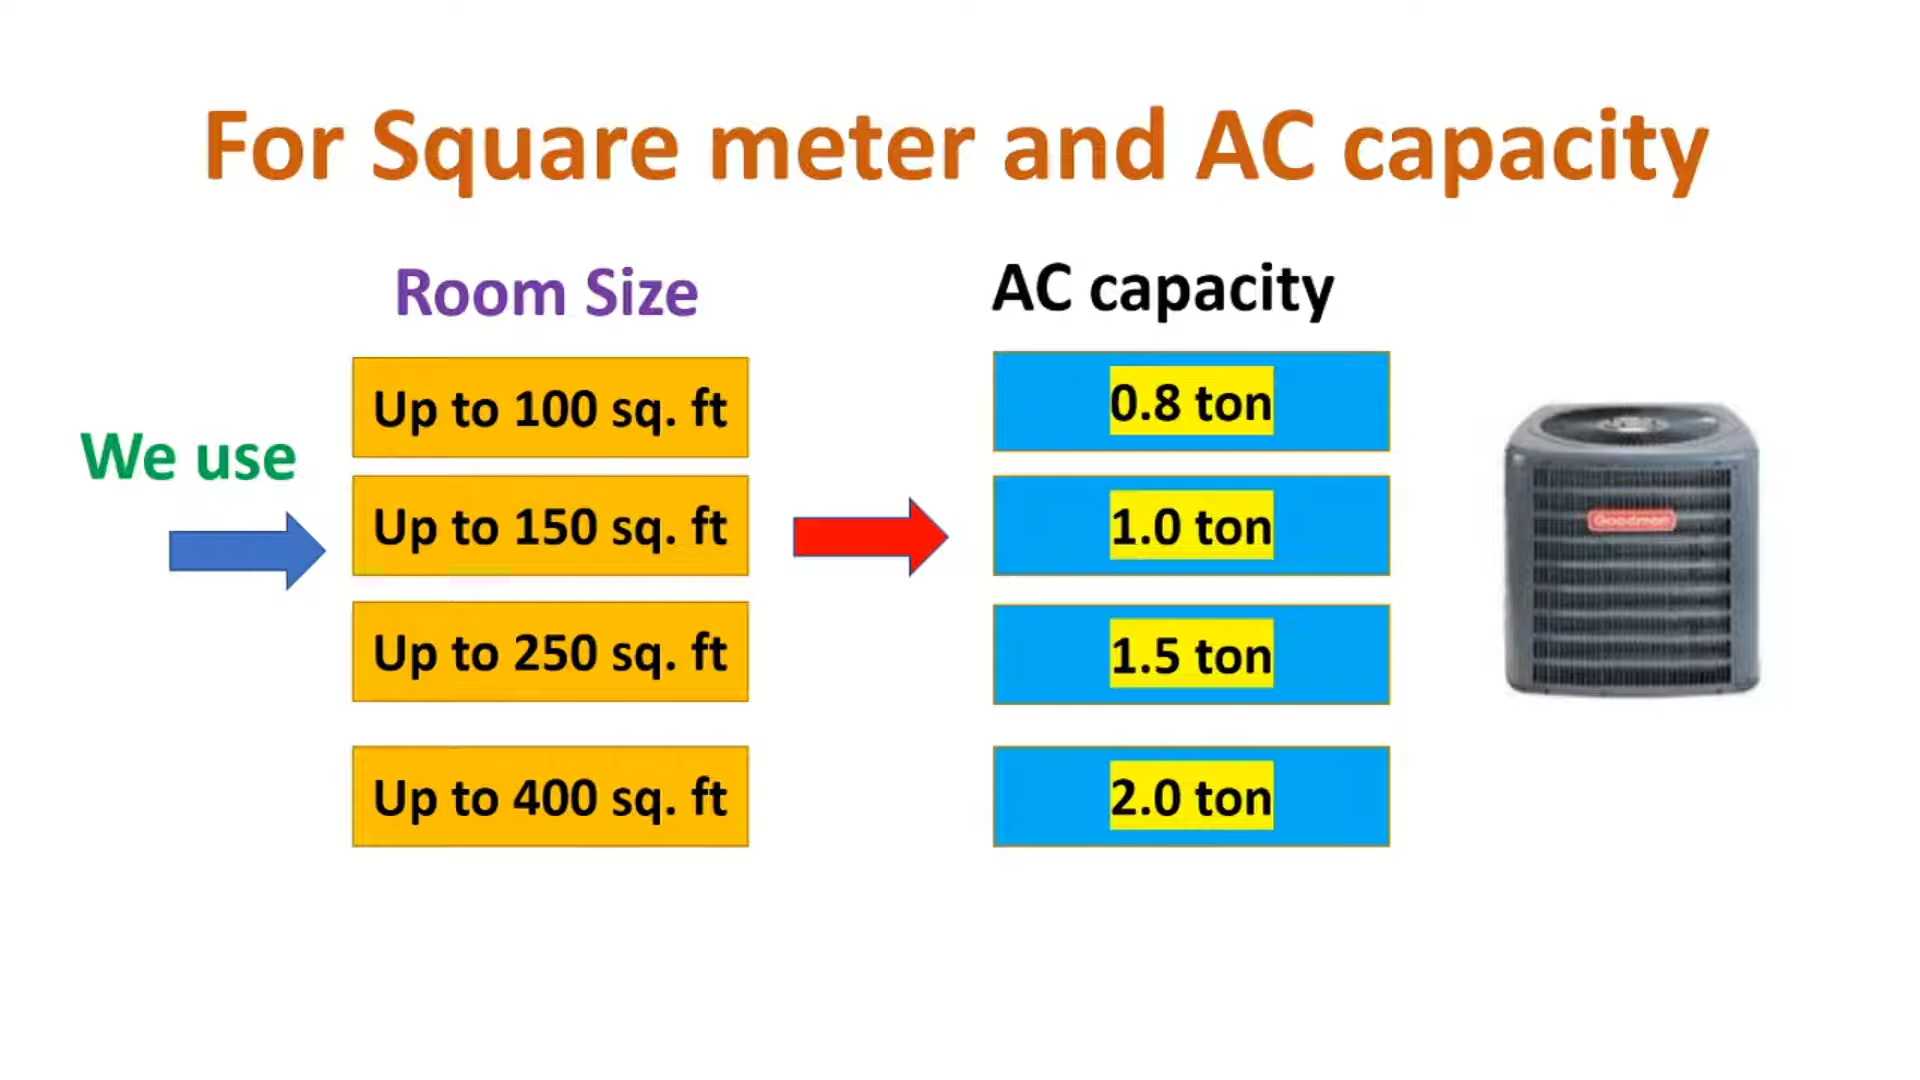 For Square meter and AC capacity
Room Size
AC capacity
We use
Up to 100 sq. ft
0.8 ton
Up to 150 sq. ft
1.0 ton
Up to 250 sq. ft
1.5 ton
Up to 400 sq. ft
2.0 ton
Goodman